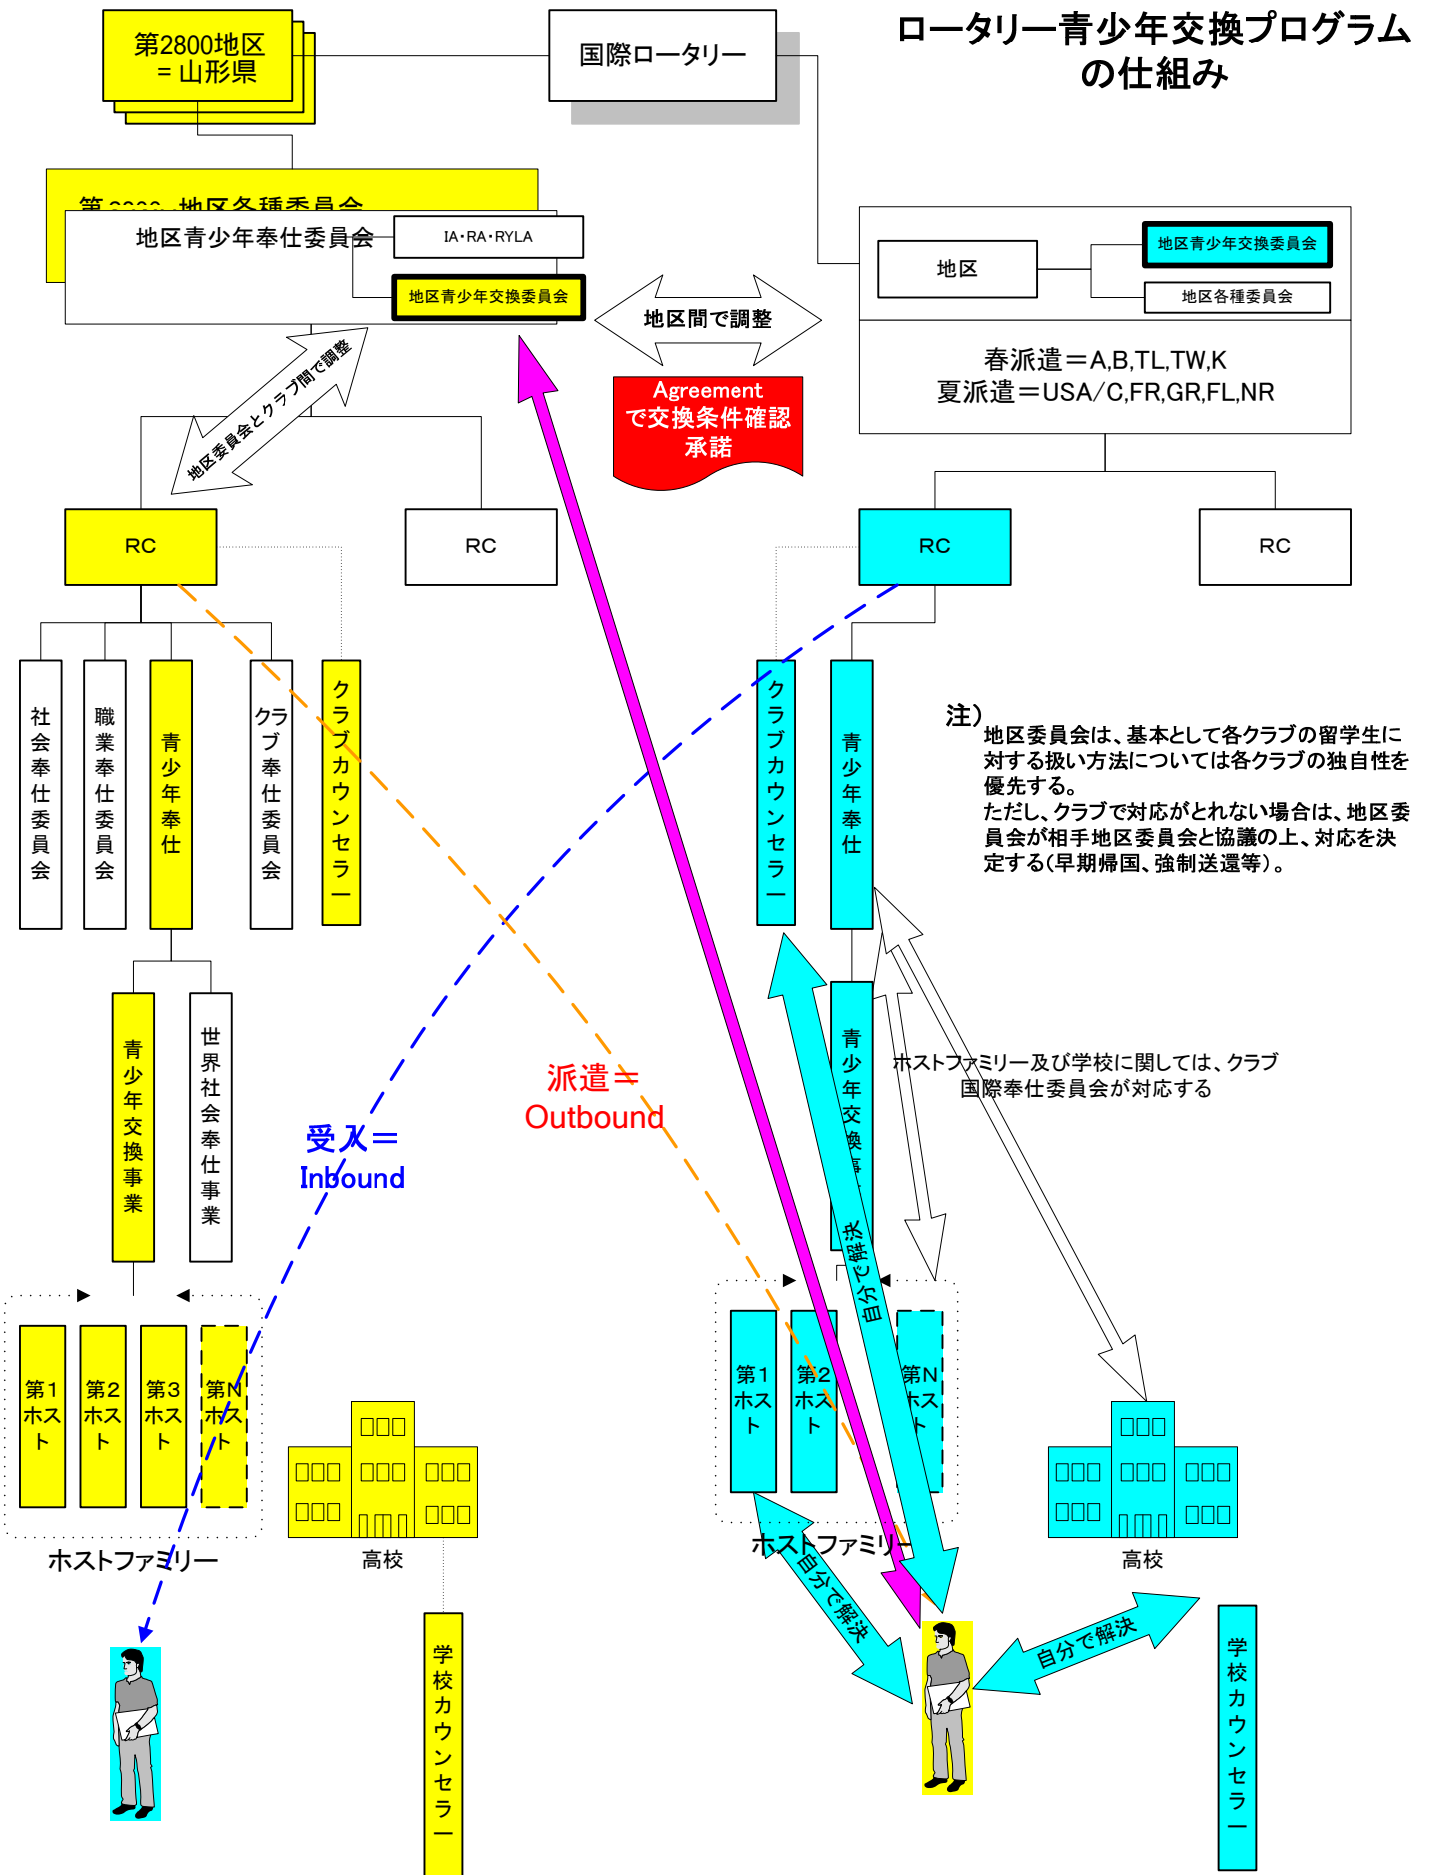 ロータリー青少年交換プログラム
の仕組み
第2800地区
=山形県
国際ロータリー
地区各種委員会
地区青少年奉仕委員会
IA・RA・RYLA
地区青少年交換委員会
地区間で調整
地区
地区青少年交換委員会
地区各種委員会
春派遣=A,B,TL,TW,K
夏派遣=USA/C,FR,GR,FL,NR
Agreement
で交換条件確認
承諾
地区委員会とクラブ間で調整
RC
RC
RC
RC
社会奉仕委員会
職業奉仕委員会
青少年奉仕
クラブ奉仕委員会
クラブカウンセラー
クラブカウンセラー
青少年奉仕
注)
地区委員会は、基本として各クラブの留学生に
対する扱い方法については各クラブの独自性を
優先する。
ただし、クラブで対応がとれない場合は、地区委
員会が相手地区委員会と協議の上、対応を決
定する(早期帰国、強制送還等)。
青少年交換事業
世界社会奉仕事業
青少年交換事
ホストファミリー及び学校に関しては、クラブ
国際奉仕委員会が対応する
派遣=
Outbound
受入=
Inbound
自分で解決
第1
ホス
ト
第2
ホス
ト
第3
ホス
ト
第N
ホス
ト
第1
ホス
ト
第2
ホス
ト
第N
ホス
ト
ホストファミリー
高校
ホストファミリー
高校
自分で解決
自分で解決
学校カウンセラー
学校カウンセラー